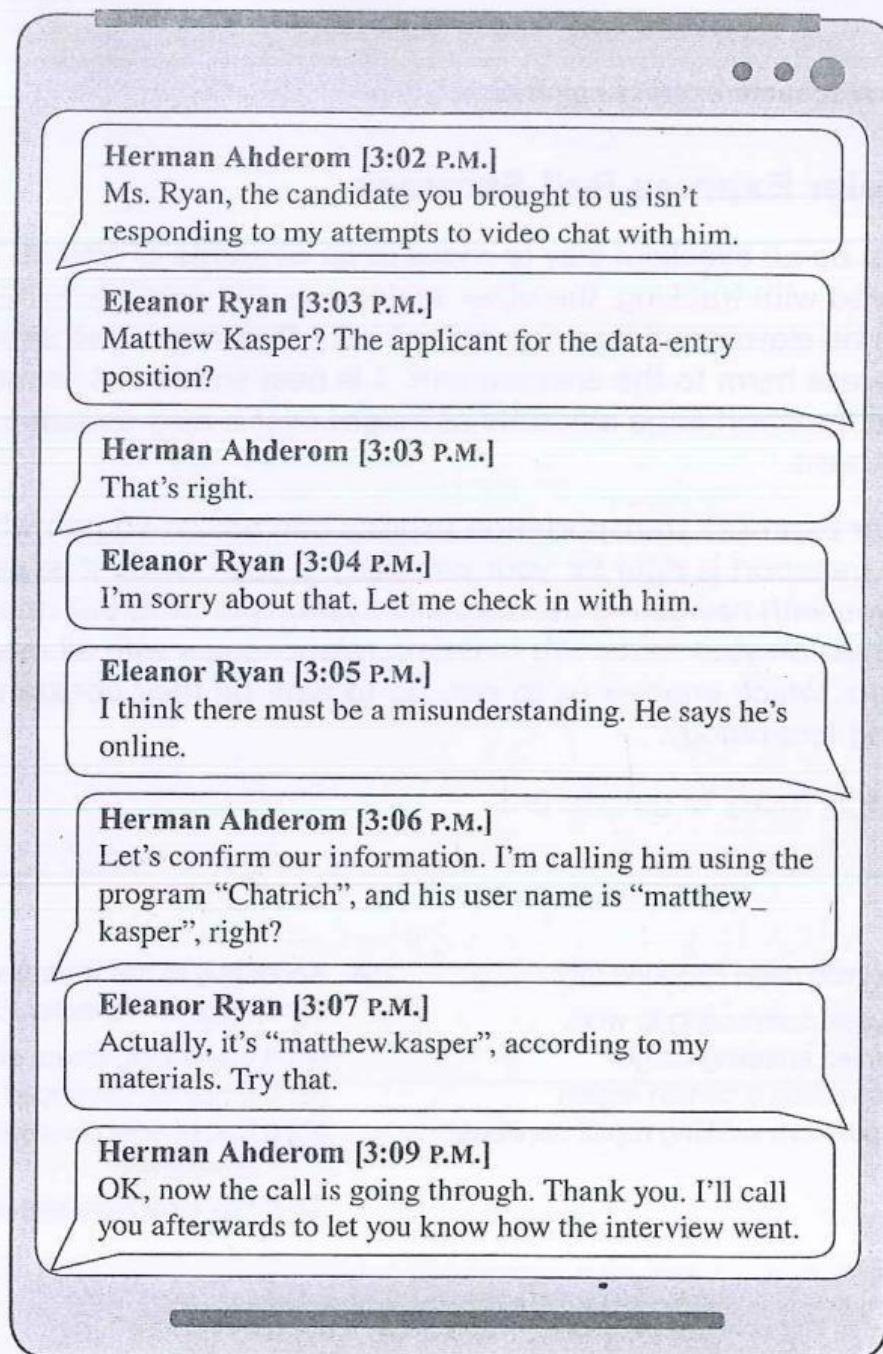 Herman Ahderom [3:02 P.M.]
Ms. Ryan, the candidate you brought to us isn't
responding to my attempts to video chat with him.
Eleanor Ryan [3:03 P.M.]
Matthew Kasper? The applicant for the data-entry
position?
Herman Ahderom [3:03 P.M.]
That's right.
Eleanor Ryan [3:04 P.M.]
I'm sorry about that. Let me check in with him.
Eleanor Ryan [3:05 P.M.]
I think there must be a misunderstanding. He says he's
online.
Herman Ahderom [3:06 P.M.]
Let's confirm our information. I'm calling him using the
program “Chatrich”, and his user name is “matthew_
kasper”, right?
Eleanor Ryan [3:07 P.M.]
Actually, it's “matthew.kasper”, according to my
materials. Try that.
Herman Ahderom [3:09 P.M.]
OK, now the call is going through. Thank you. I'll call
you afterwards to let you know how the interview went.